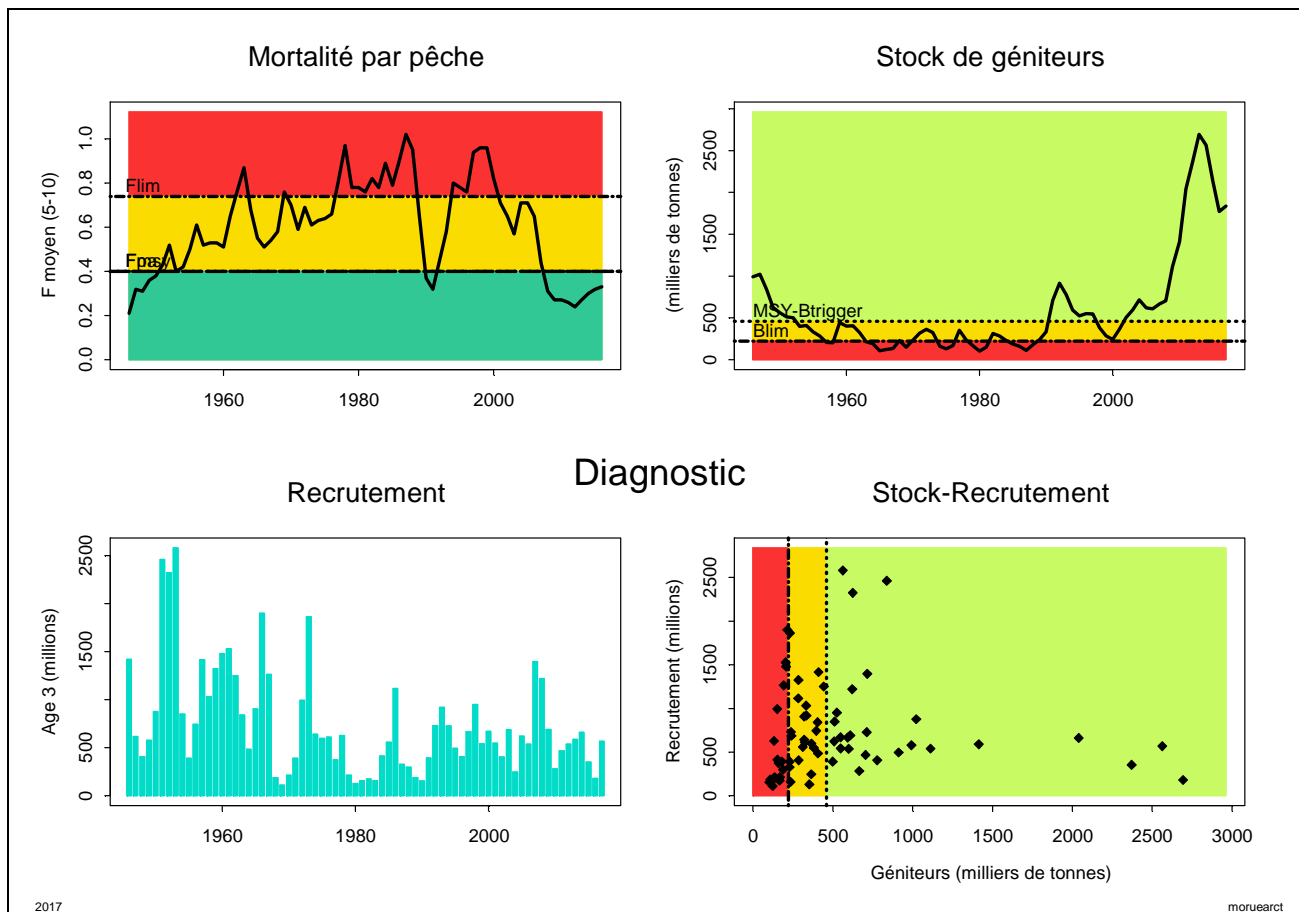 Mortalité par pêche
F moyen (5-10)
0.0 0.2 0.4 0.6 0.8 1.0
Flim
Fpa
Fmsy
1960 1980 2000
Stock de géniteurs
(milliers de tonnes)
0 500 1500 2500
MSY-Btrigger
Blim
1960 1980 2000
Diagnostic
Recrutement
Age 3 (millions)
0 500 1500 2500
1960 1980 2000
Stock-Recrutement
Recrutement (millions)
0 500 1500 2500
0 500 1000 1500 2000 2500 3000
Géniteurs (milliers de tonnes)
2017
moruearct